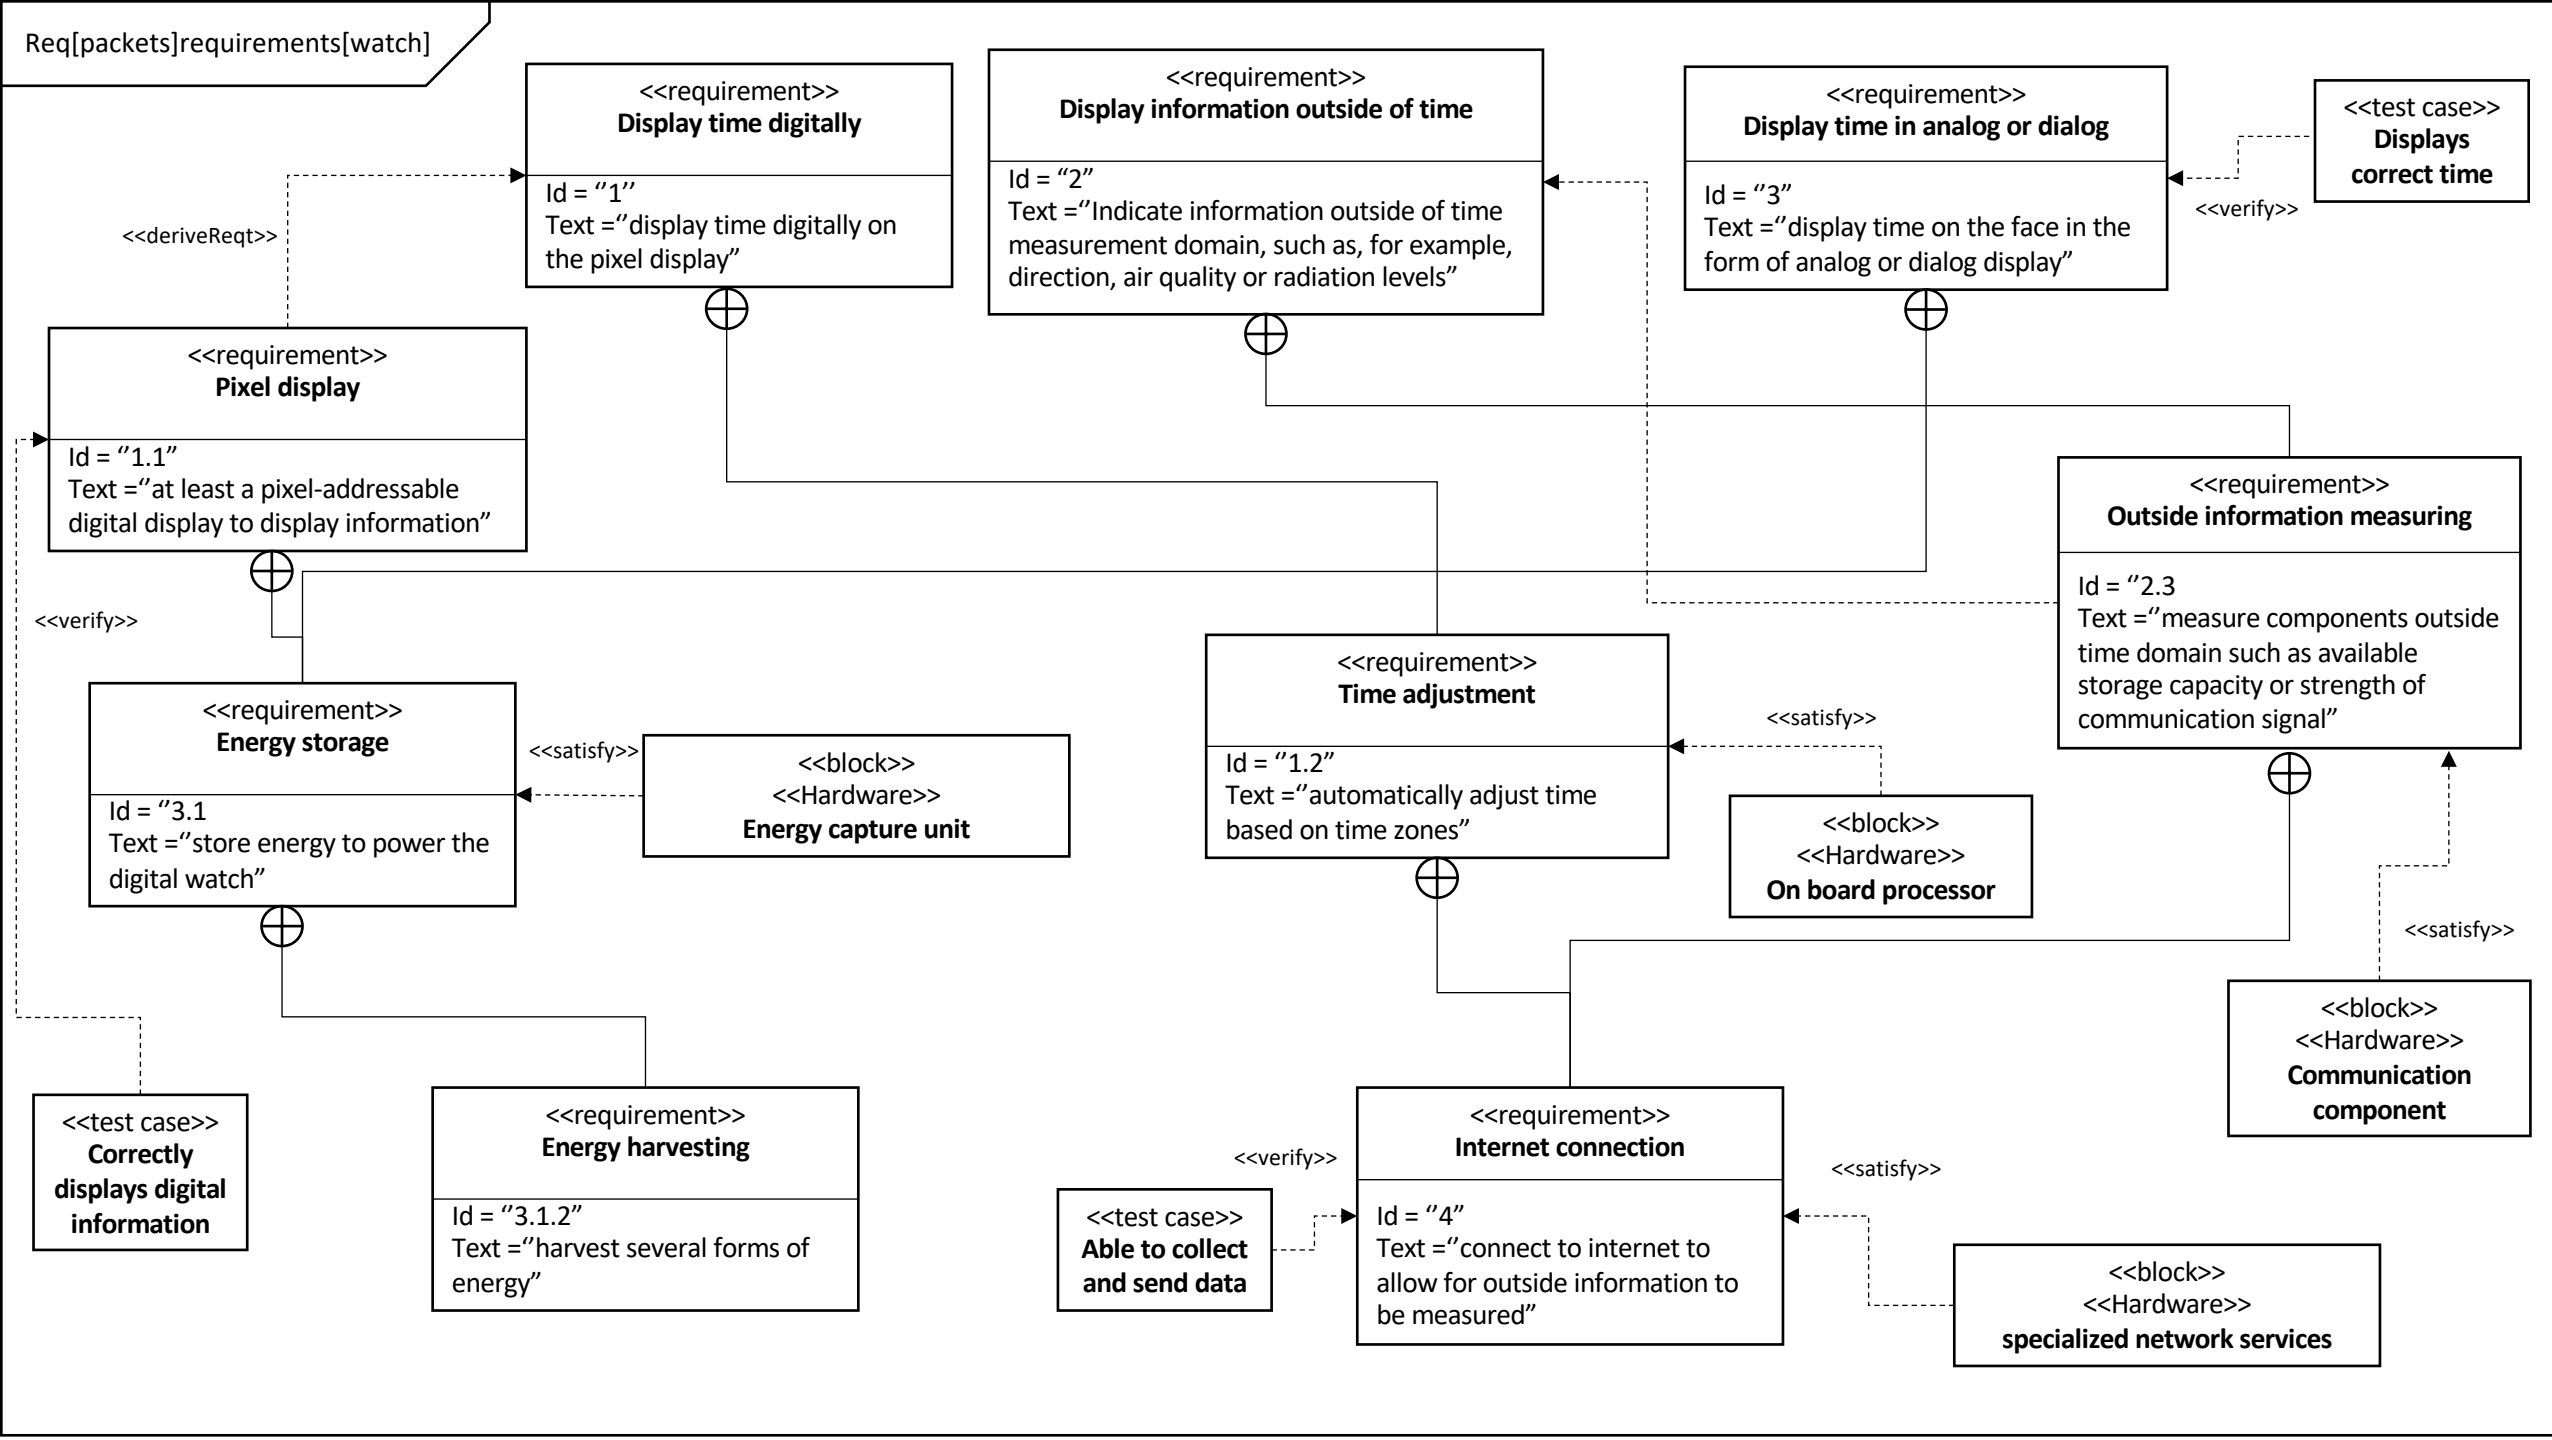 Req[packets]requirements[watch]
<<requirement>>
Display time digitally
Id = ‘’1’’
Text =‘’display time digitally on
the pixel display”
<<requirement>>
Display information outside of time
Id = “2”
Text =‘’Indicate information outside of time
measurement domain, such as, for example,
direction, air quality or radiation levels”
<<requirement>>
Display time in analog or dialog
Id = ‘’3”
Text =‘’display time on the face in the
form of analog or dialog display”
<<test case>>
Displays
correct time
<<verify>>
<<deriveReqt>>
<<requirement>>
Pixel display
Id = ‘’1.1”
Text =‘’at least a pixel-addressable
digital display to display information”
<<requirement>>
Outside information measuring
Id = ‘’2.3
Text =‘’measure components outside
time domain such as available
storage capacity or strength of
communication signal”
<<verify>>
<<requirement>>
Energy storage
Id = ‘’3.1
Text =‘’store energy to power the
digital watch”
<<satisfy>>
<<block>>
<<Hardware>>
Energy capture unit
<<requirement>>
Time adjustment
Id = ‘’1.2”
Text =‘’automatically adjust time
based on time zones”
<<satisfy>>
<<block>>
<<Hardware>>
On board processor
<<satisfy>>
<<block>>
<<Hardware>>
Communication
component
<<test case>>
Correctly
displays digital
information
<<requirement>>
Energy harvesting
Id = ‘’3.1.2”
Text =‘’harvest several forms of
energy”
<<verify>>
<<test case>>
Able to collect
and send data
<<requirement>>
Internet connection
Id = ‘’4”
Text =‘’connect to internet to
allow for outside information to
be measured”
<<satisfy>>
<<block>>
<<Hardware>>
specialized network services